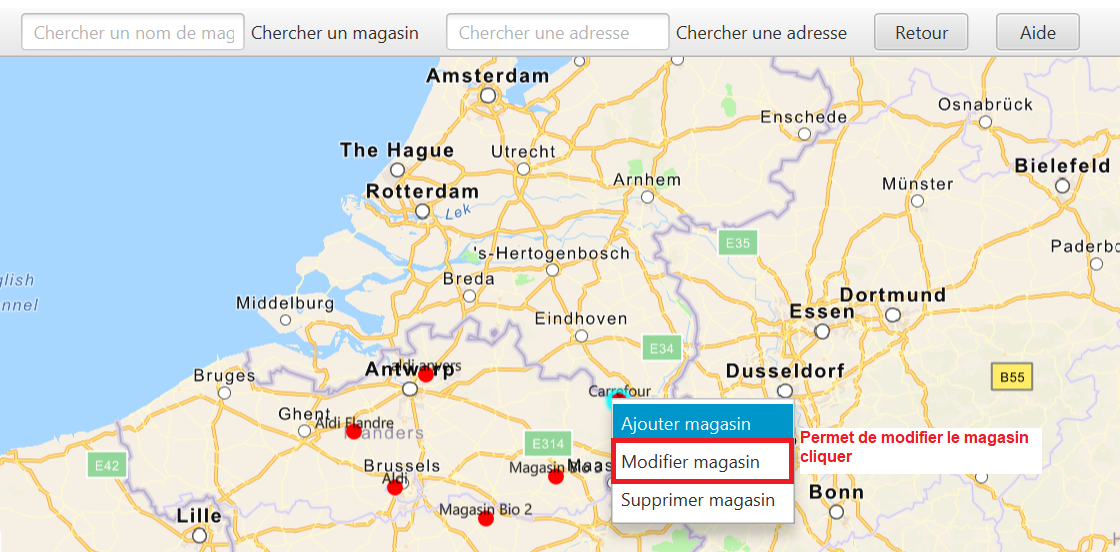 Chercher un nom de mag
Chercher un magasin
Chercher une adresse
Chercher une adresse
Retour
Aide
Amsterdam
Osnabrück
Enschede
The Hague
Utrecht
Bielefeld
Arnhem
Münster
Rotterdam
Lek
E35
Paderbo
's-Hertogenbosch
glish
nnel
Breda
Dortmund
Middelburg
Essen
Eindhoven
E34
aldi anvers
Antwerp
Dusseldorf
Bruges
B55
Carrefour
Ghent
Aldi Flandre
Flanders
Ajouter magasin
Permet de modifier le magasin
cliquer
E314
E42
Brussels
Magasin Bio 3
Maas
Modifier magasin
Aldi
Bonn
Supprimer magasin
Magasin Bio 2
Lille